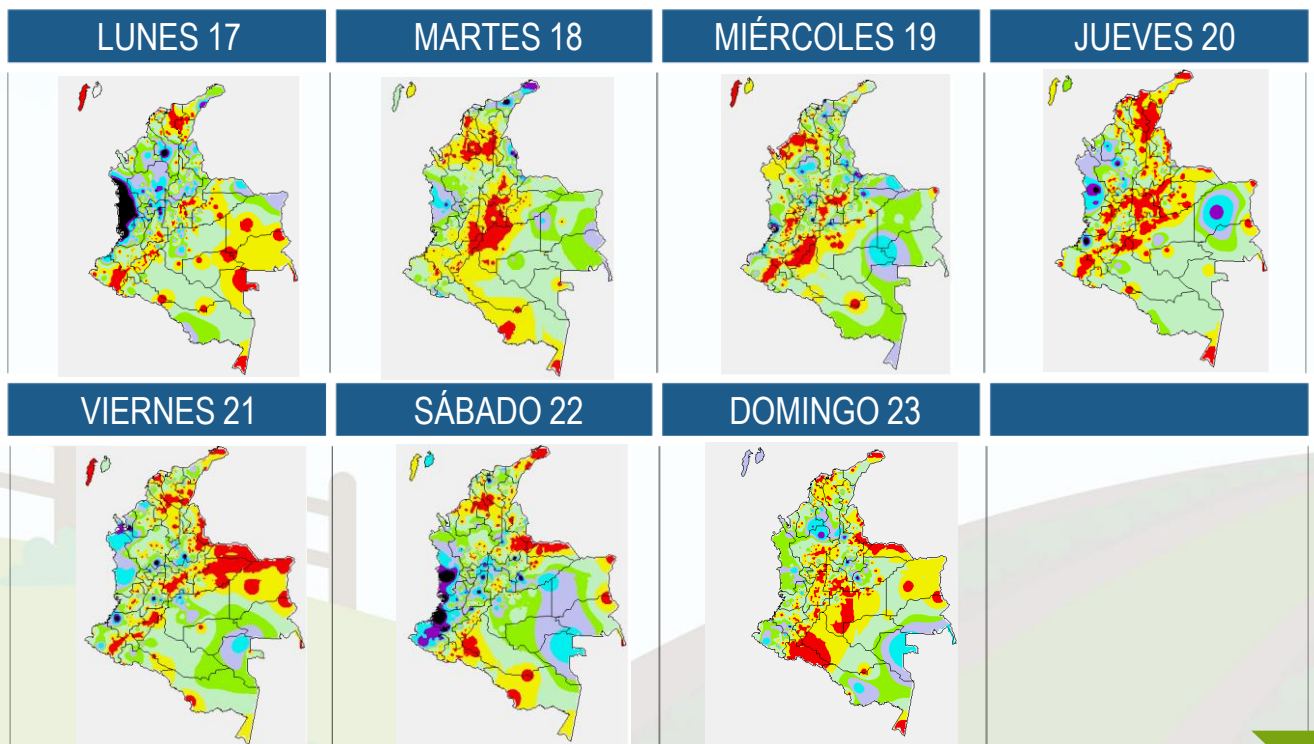 LUNES 17
MARTES 18
MIÉRCOLES 19
JUEVES 20
VIERNES 21
SÁBADO 22
DOMINGO 23